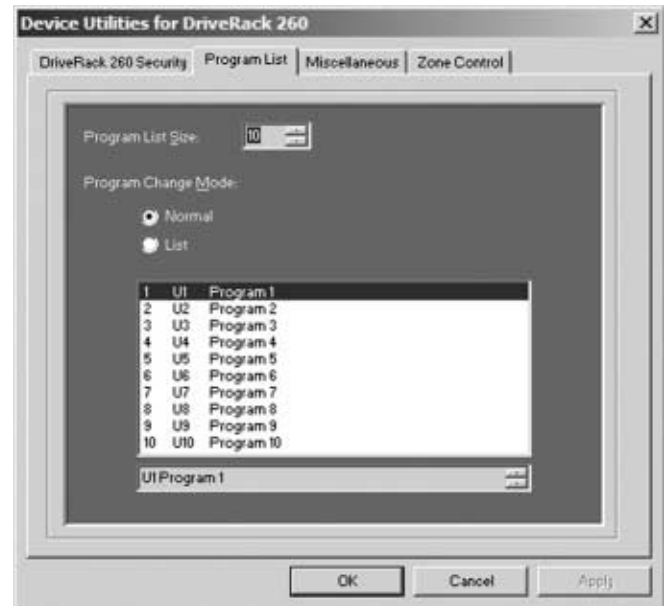 Device Utilities for DriveRack 260
DriveRack 260 Security Program List Miscellaneous Zone Control
Program List Size: 10
Program Change Mode:
Normal
List
1 U1 Program 1
2 U2 Program 2
3 U3 Program 3
4 U4 Program 4
5 U5 Program 5
6 U6 Program 6
7 U7 Program 7
8 U8 Program 8
9 U9 Program 9
10 U10 Program 10
U1 Program 1
OK Cancel Apply